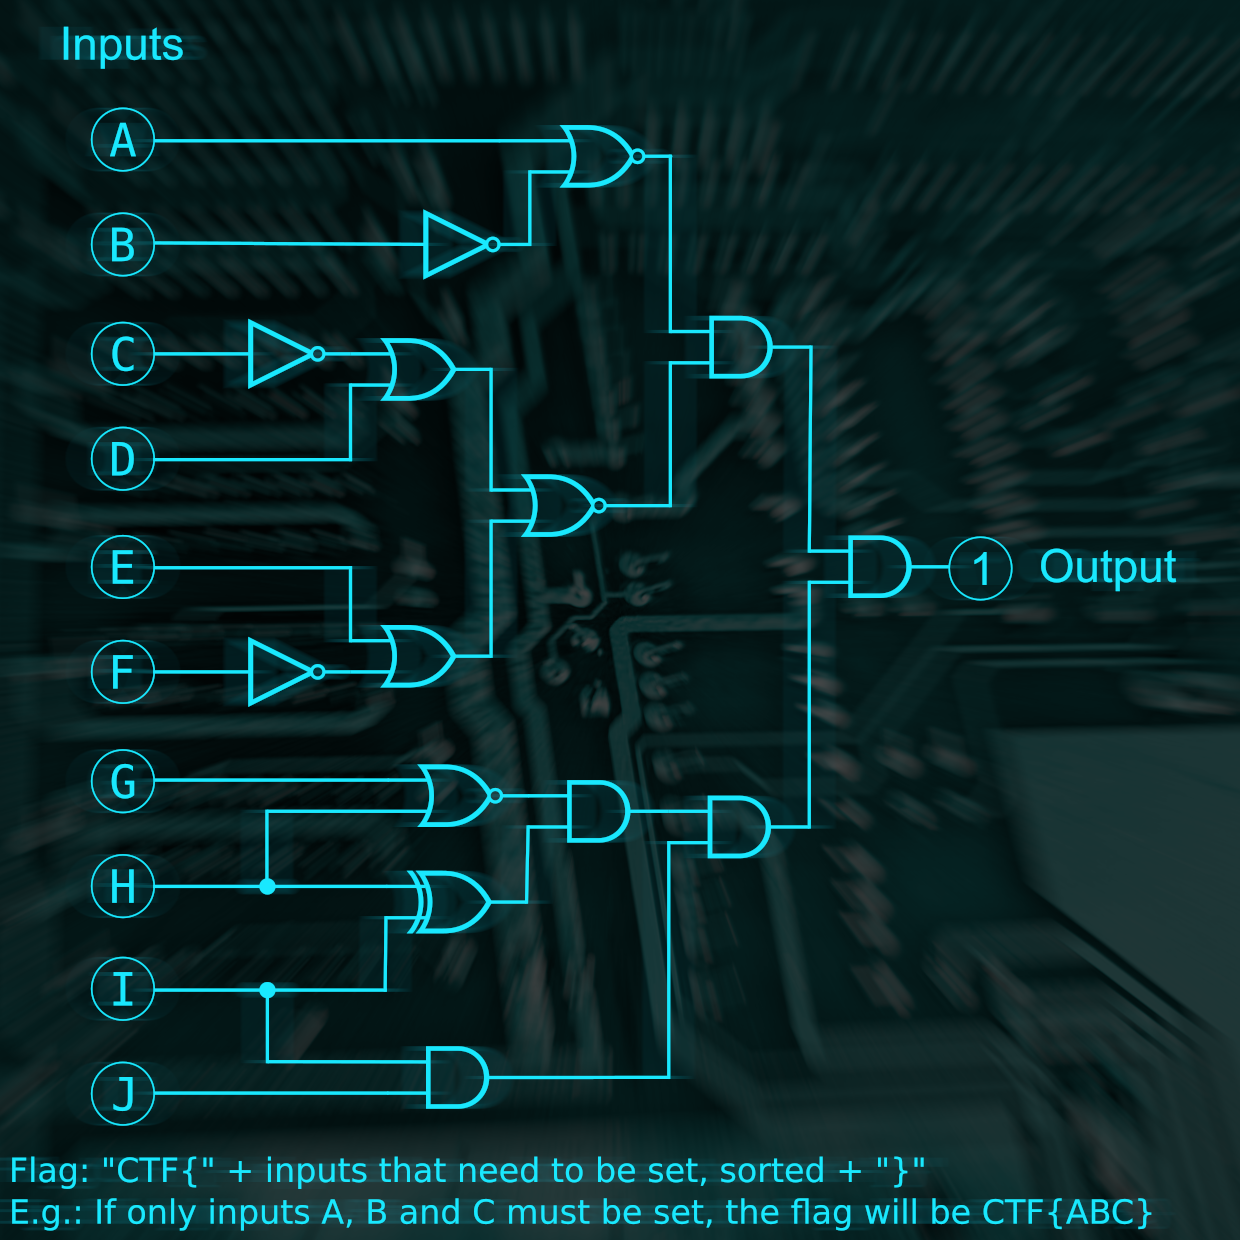 Inputs
A
B
C
D
E
F
G
H
I
J
1 Output
Flag: "CTF{" + inputs that need to be set, sorted + "}"
E.g.: If only inputs A, B and C must be set, the flag will be CTF{ABC}